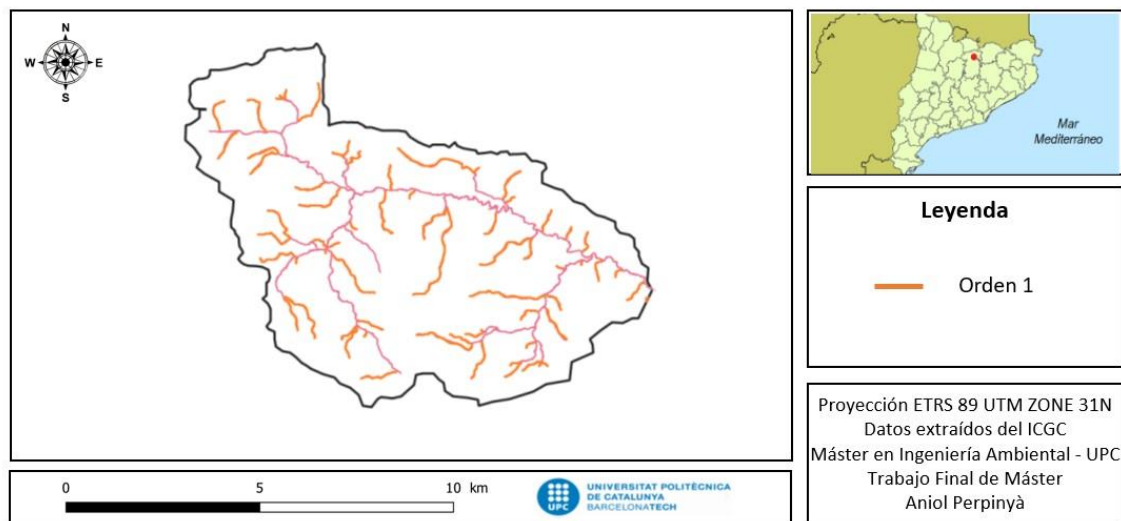 N
W E
S
Mar
Mediterráneo
Leyenda
Orden 1
Proyección ETRS 89 UTM ZONE 31N
Datos extraídos del ICGC
Máster en Ingeniería Ambiental - UPC
Trabajo Final de Máster
Aniol Perpinyà
0 5 10 km
UPC
UNIVERSITAT POLITÈCNICA
DE CATALUNYA
BARCELONATECH